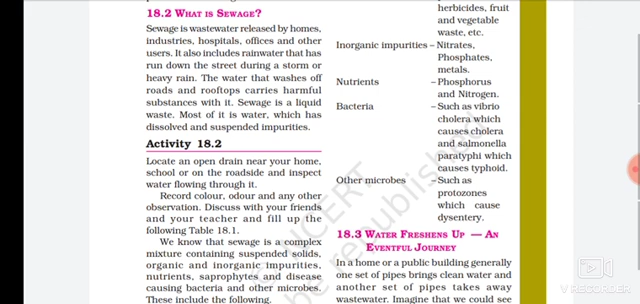 18.2 WHAT IS SEWAGE?
Sewage is wastewater released by homes,
industries, hospitals, offices and other
users. It also includes rainwater that has
run down the street during a storm or
heavy rain. The water that washes off
roads and rooftops carries harmful
substances with it. Sewage is a liquid
waste. Most of it is water, which has
dissolved and suspended impurities.
Activity 18.2
Locate an open drain near your home,
school or on the roadside and inspect
water flowing through it.
Record colour, odour and any other
observation. Discuss with your friends
and your teacher and fill up the
following Table 18.1.
We know that sewage is a complex
mixture containing suspended solids,
organic and inorganic impurities,
nutrients, saprophytes and disease
causing bacteria and other microbes.
These include the following.
herbicides, fruit
and vegetable
waste, etc.
Inorganic impurities – Nitrates,
Phosphates,
metals.
Nutrients – Phosphorus
and Nitrogen.
Bacteria – Such as vibrio
cholera which
causes cholera
and salmonella
paratyphi which
causes typhoid.
Other microbes – Such as
protozones
which cause
dysentery.
18.3 WATER FRESHENS UP — AN
EVENTFUL JOURNEY
In a home or a public building generally
one set of pipes brings clean water and
another set of pipes takes away
wastewater. Imagine that we could see
© NCERT
be republished
V RECORDER